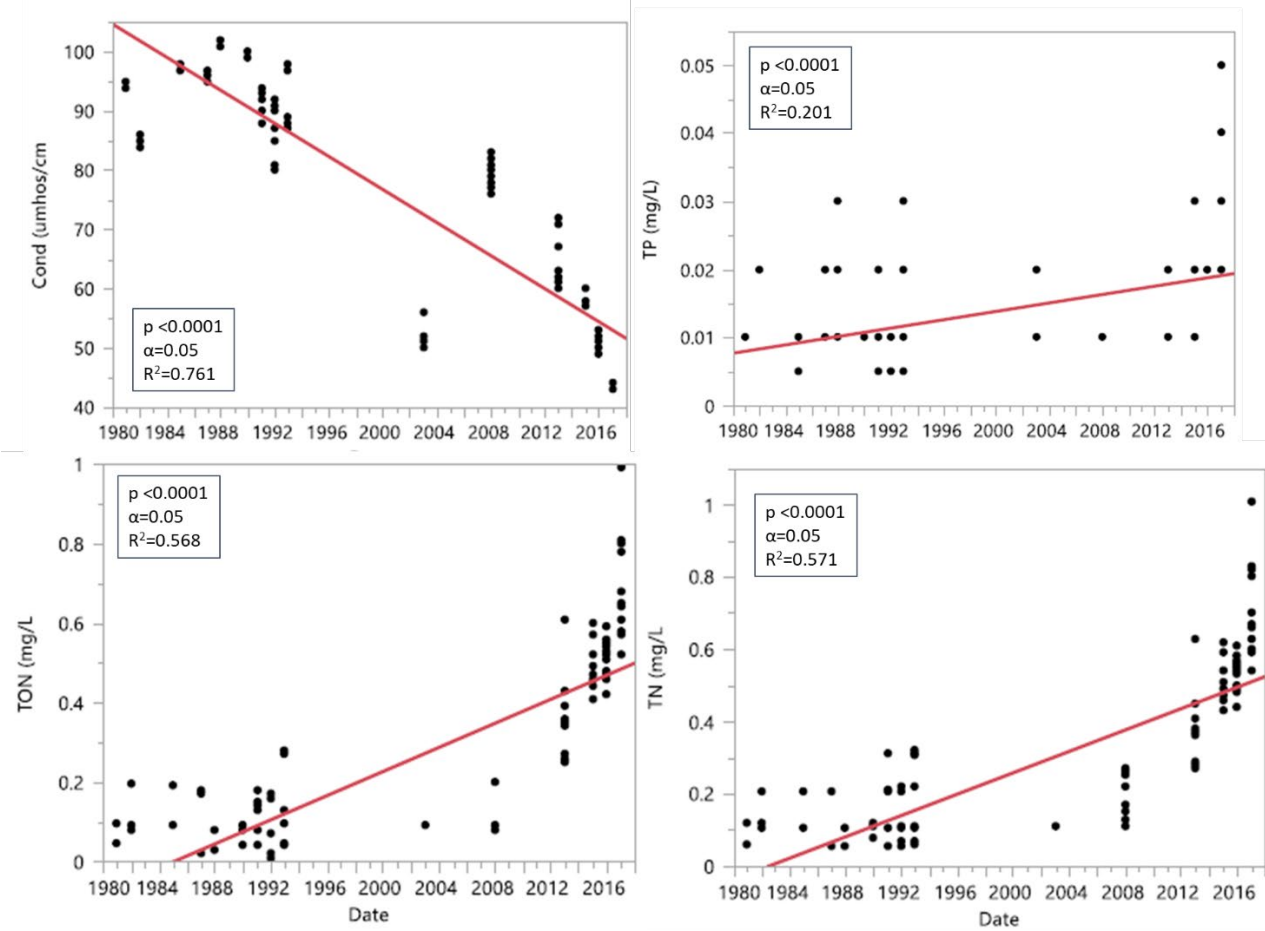 100
90
80
70
60
50
40
Cond (umhos/cm
p <0.0001
α=0.05
R²=0.761
1980 1984 1988 1992 1996 2000 2004 2008 2012 2016
0.05
0.04
0.03
0.02
0.01
0
TP (mg/L)
p <0.0001
α=0.05
R²=0.201
1980 1984 1988 1992 1996 2000 2004 2008 2012 2016
1
0.8
0.6
0.4
0.2
0
TON (mg/L
p <0.0001
α=0.05
R²=0.568
1980 1984 1988 1992 1996 2000 2004 2008 2012 2016
Date
1
0.8
0.6
0.4
0.2
0
TN (mg/L
p <0.0001
α=0.05
R²=0.571
1980 1984 1988 1992 1996 2000 2004 2008 2012 2016
Date